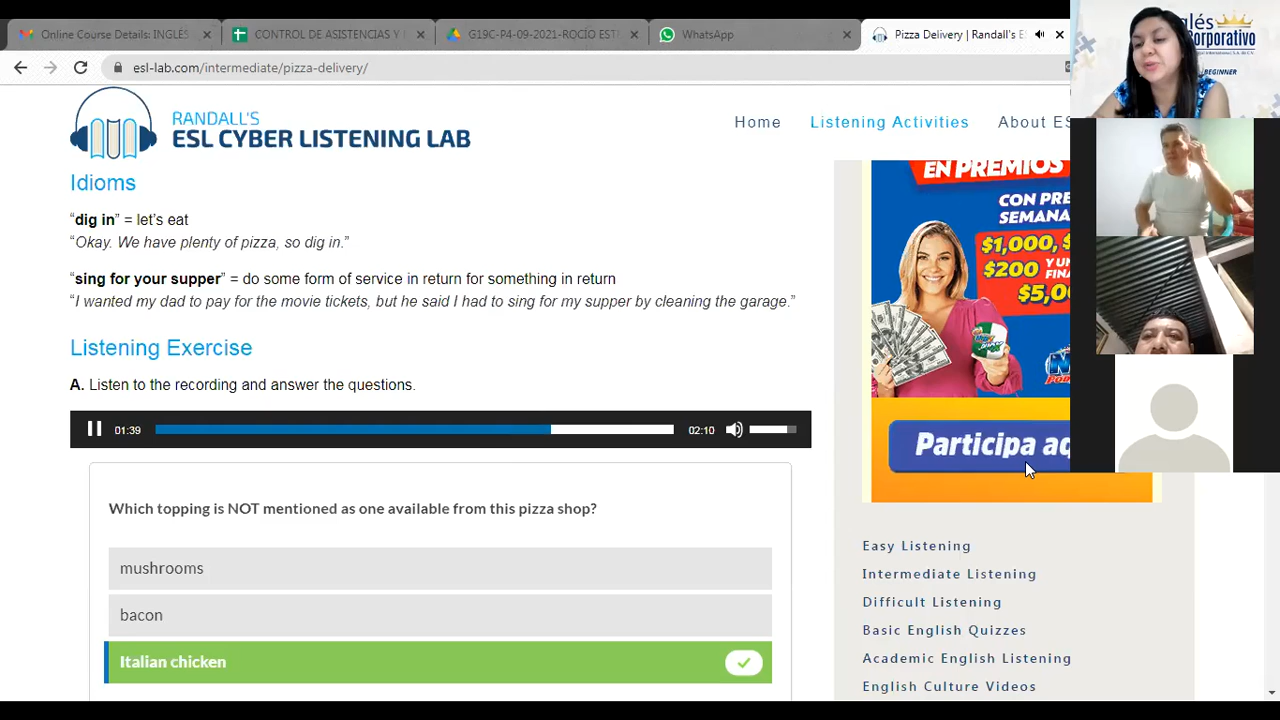 Online Course Details: INGLÉS
CONTROL DE ASISTENCIAS Y
G19C-P4-09-2021-ROCÍO EST
WhatsApp
Pizza Delivery | Randall's E
esl-lab.com/intermediate/pizza-delivery/
RANDALL'S
ESL CYBER LISTENING LAB
Home
Listening Activities
About ES
Idioms
“dig in” = let’s eat
“Okay. We have plenty of pizza, so dig in.”
“sing for your supper” = do some form of service in return for something in return
“I wanted my dad to pay for the movie tickets, but he said I had to sing for my supper by cleaning the garage.”
Listening Exercise
A. Listen to the recording and answer the questions.
01:39
02:10
Which topping is NOT mentioned as one available from this pizza shop?
mushrooms
bacon
Italian chicken
EN PREMIOS
CON PRE
SEMANA
$1,000, $
$200 Y UN
FINA
$5,0
Participa aq
Easy Listening
Intermediate Listening
Difficult Listening
Basic English Quizzes
Academic English Listening
English Culture Videos
nglés
Corporativo
BEGINNER